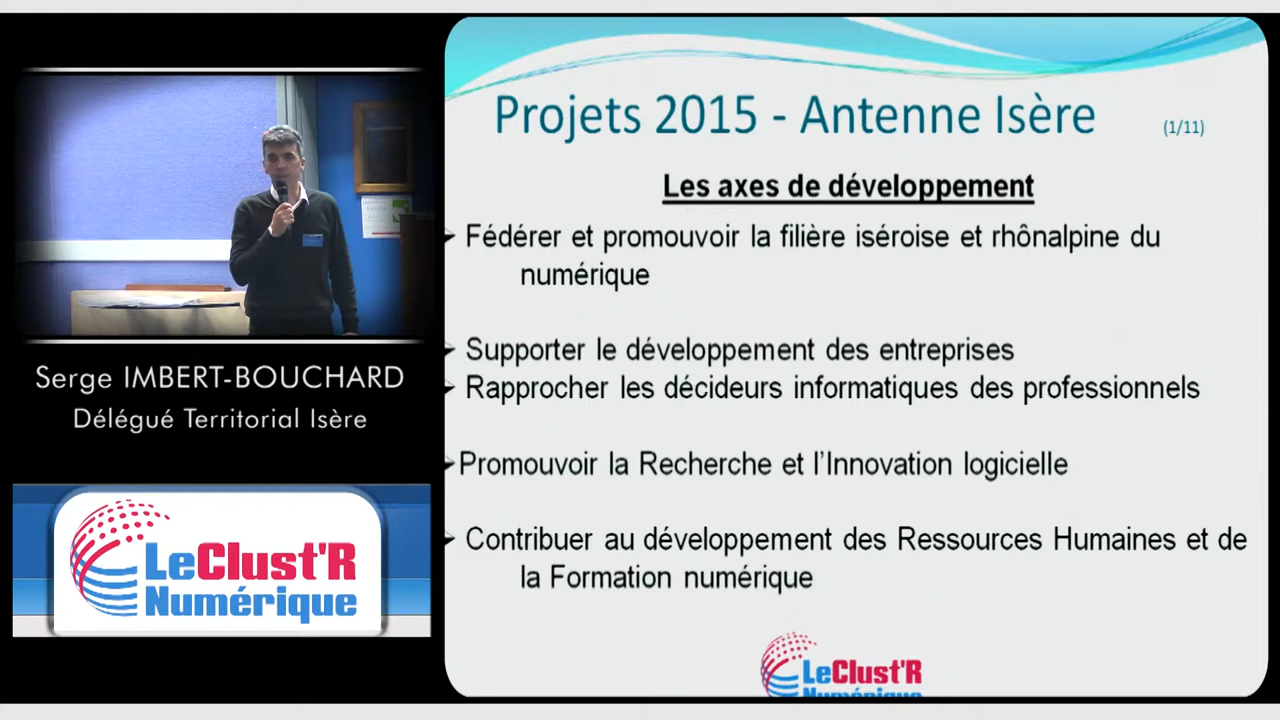 Projets 2015 - Antenne Isère (1/11)
Les axes de développement
➢ Fédérer et promouvoir la filière iséroise et rhônalpine du
numérique
➢ Supporter le développement des entreprises
➢ Rapprocher les décideurs informatiques des professionnels
➢ Promouvoir la Recherche et l’Innovation logicielle
➢ Contribuer au développement des Ressources Humaines et de
la Formation numérique
LeClust'R
Numérique
Serge IMBERT-BOUCHARD
Délégué Territorial Isère
LeClust'R
Numérique